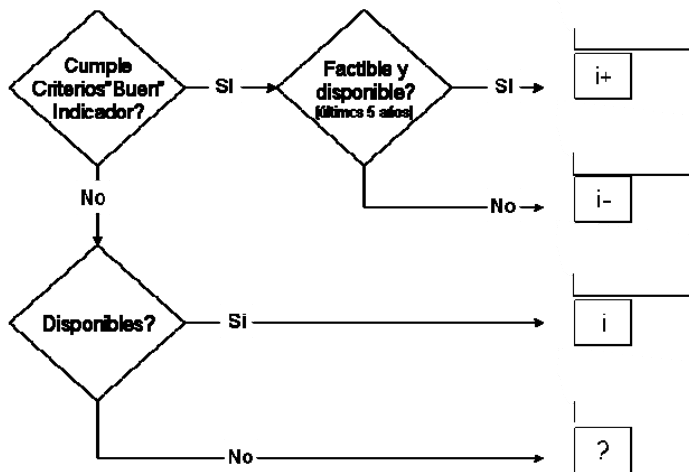 Cumple
Criterios"Buen"
Indicador?
SI
Factible y
disponible?
[últimos 5 años]
SI
i+
No
No
i-
Disponibles?
Si
i
No
?